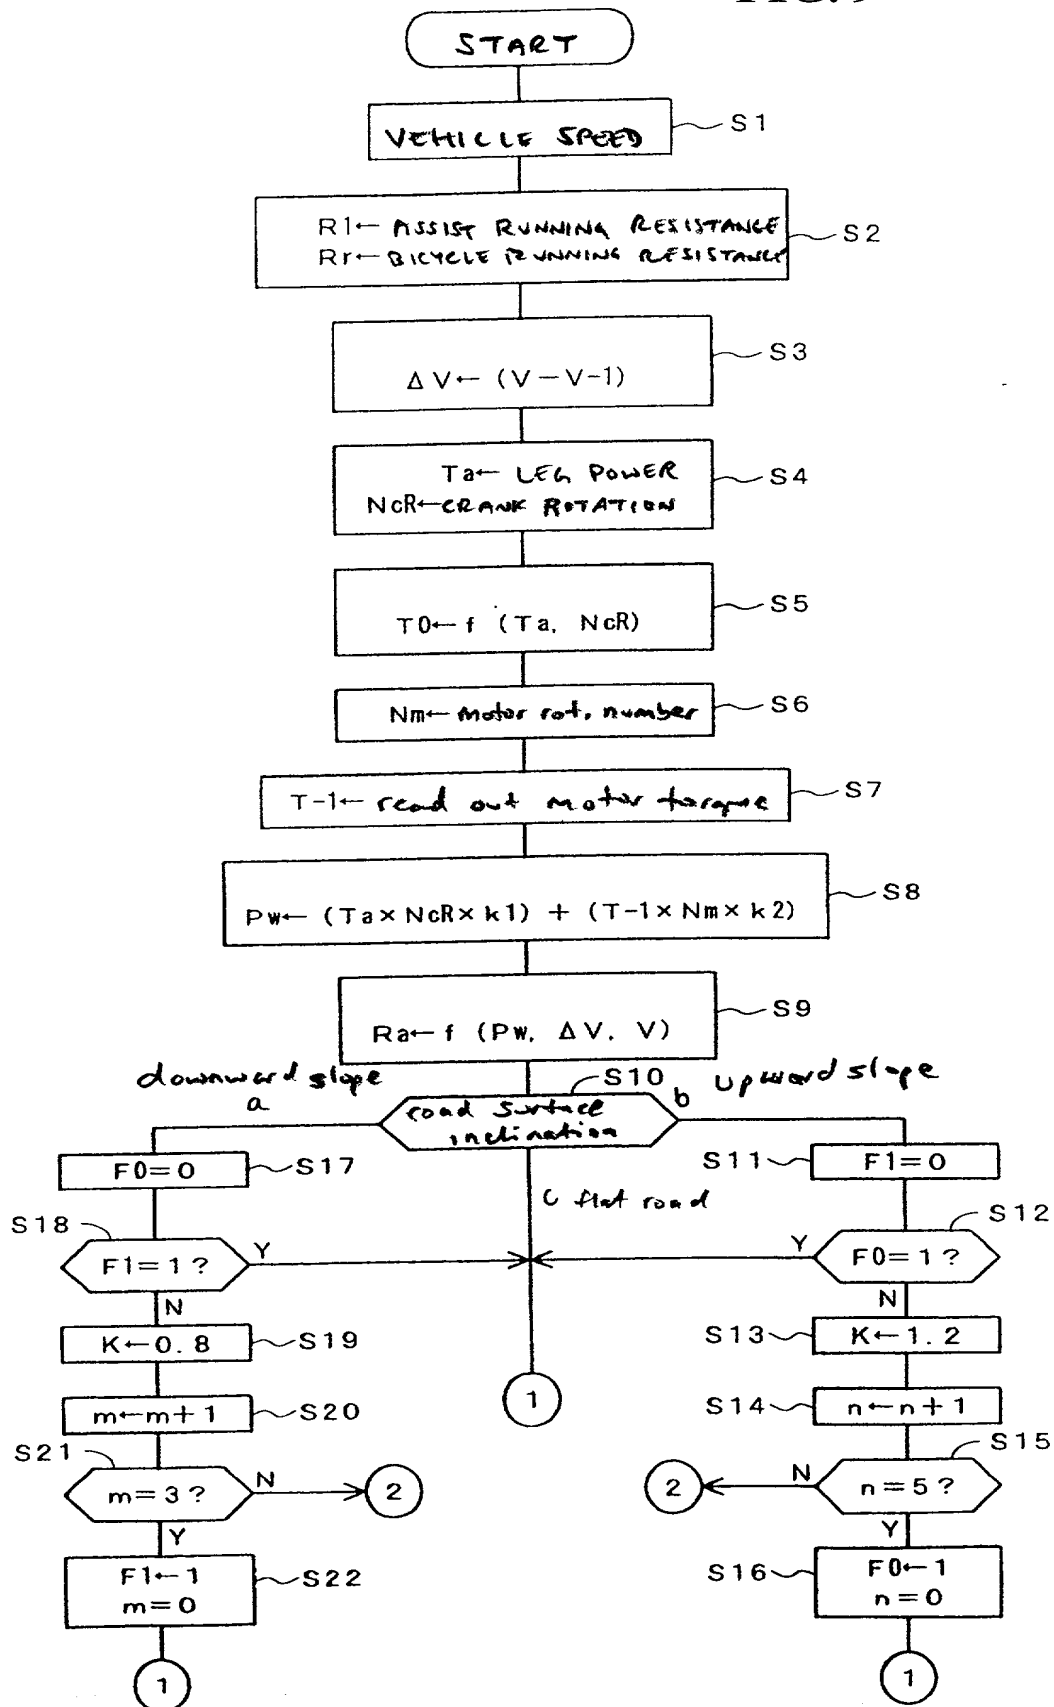 START
VEHICLE SPEED
S1
R1←ASSIST RUNNING RESISTANCE
Rr←BICYCLE RUNNING RESISTANCE
S2
ΔV←(V−V-1)
S3
Ta←LEG POWER
NcR←CRANK ROTATION
S4
T0←f (Ta, NcR)
S5
Nm←Motor rot. number
S6
T-1←read out motor torque
S7
Pw←(Ta×NcR×k1)+(T-1×Nm×k2)
S8
Ra←f (Pw, ΔV, V)
S9
downward slope
a
road surface
inclination
S10
b upward slope
c flat road
F0=0
S17
S11
F1=0
S18
F1=1?
Y
N
Y
F0=1?
S12
N
K←0.8
S19
S13
K←1.2
m←m+1
S20
1
S14
n←n+1
S21
m=3?
N
2
Y
2
N
n=5?
S15
Y
F1←1
m=0
S22
S16
F0←1
n=0
1
1